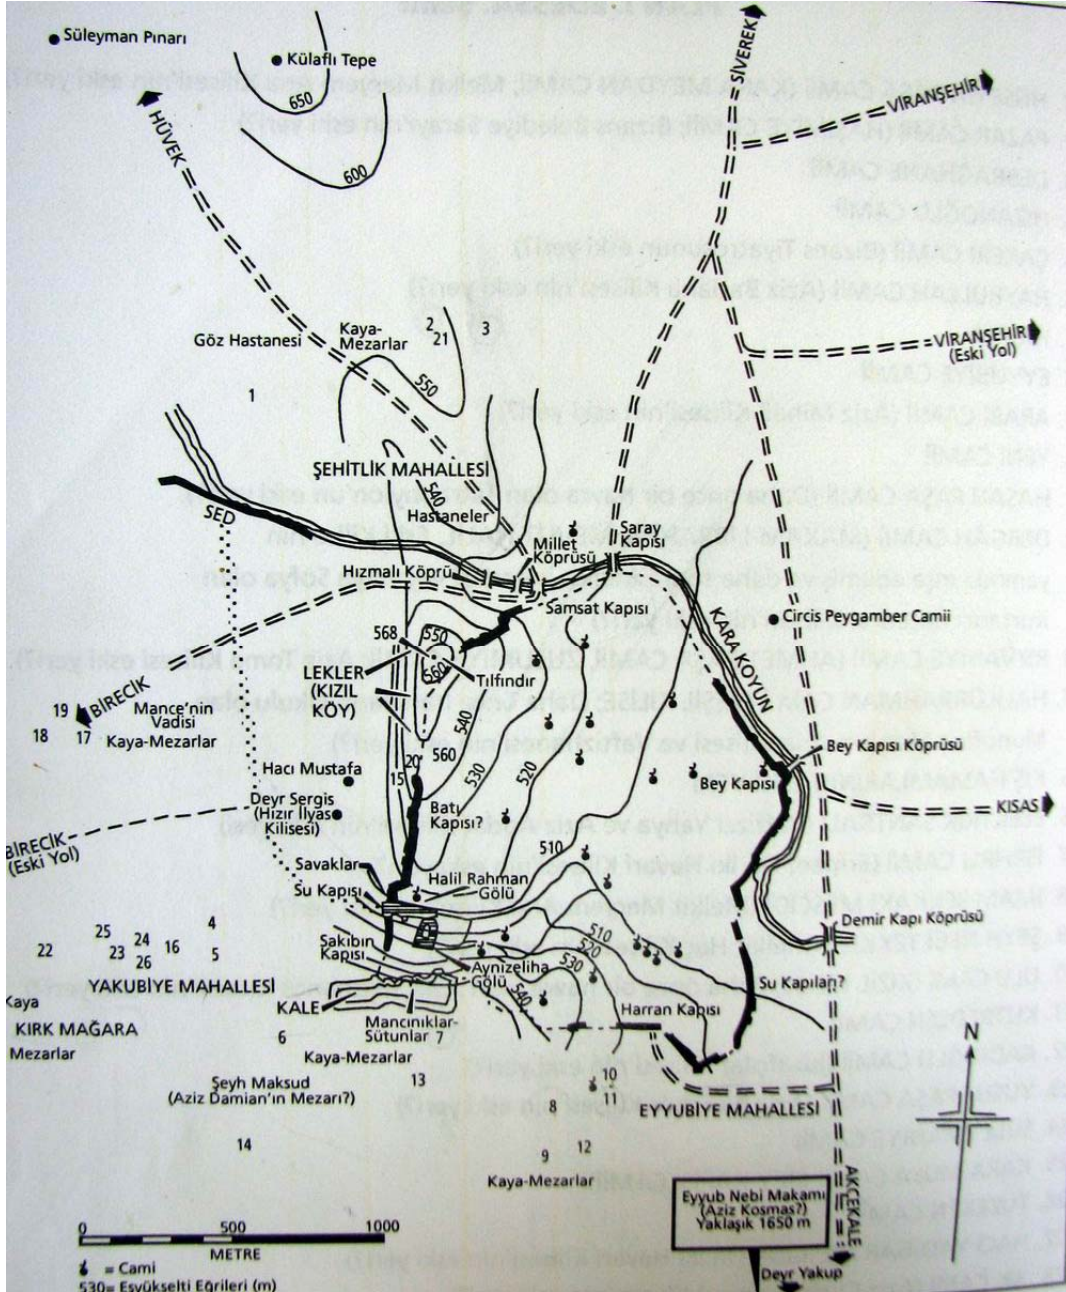 Süleyman Pınarı
Külaflı Tepe
SİVEREK
VİRANŞEHİR
650
600
HÜVEK
Göz Hastanesi
Kaya-
Mezarlar
2
21
3
VİRANŞEHİR
(Eski Yol)
550
1
ŞEHİTLİK MAHALLESİ
540
Hastaneler
SED
Saray
Kapısı
Millet
Köprüsü
Hızmalı Köprü
Samsat Kapısı
KARA KOYUN
Circis Peygamber Camii
568
550
560
LEKLER
(KIZIL
KÖY)
Tılfındır
BİRECİK
19
18
17
Mance'nin
Vadisi
Kaya-Mezarlar
540
530
520
560
20
15
Bey Kapısı Köprüsü
Bey Kapısı
Hacı Mustafa
Deyr Sergis
(Hızır İlyas
Kilisesi)
Batı
Kapısı?
KISAS
BİRECİK
(Eski Yol)
510
Savaklar
Su Kapısı
Halil Rahman
Gölü
Demir Kapı Köprüsü
4
25
24
22
23
16
5
26
Sakıbın
Kapısı
510
520
530
540
Aynızeliha
Gölü
Su Kapıları?
YAKUBİYE MAHALLESİ
Kaya
KIRK MAĞARA
Mezarlar
KALE
Harran Kapısı
Mancınıklar-
Sütunlar 7
6
Kaya-Mezarlar
N
Şeyh Maksud
(Aziz Damian'ın Mezarı?)
13
10
11
8
EYYUBİYE MAHALLESİ
14
12
9
Kaya-Mezarlar
AKÇEKALE
Eyyub Nebi Makamı
(Aziz Kosmas?)
Yaklaşık 1650 m
0 500 1000
METRE
= Cami
530= Eşyükselti Eğrileri (m)
Deyr Yakup